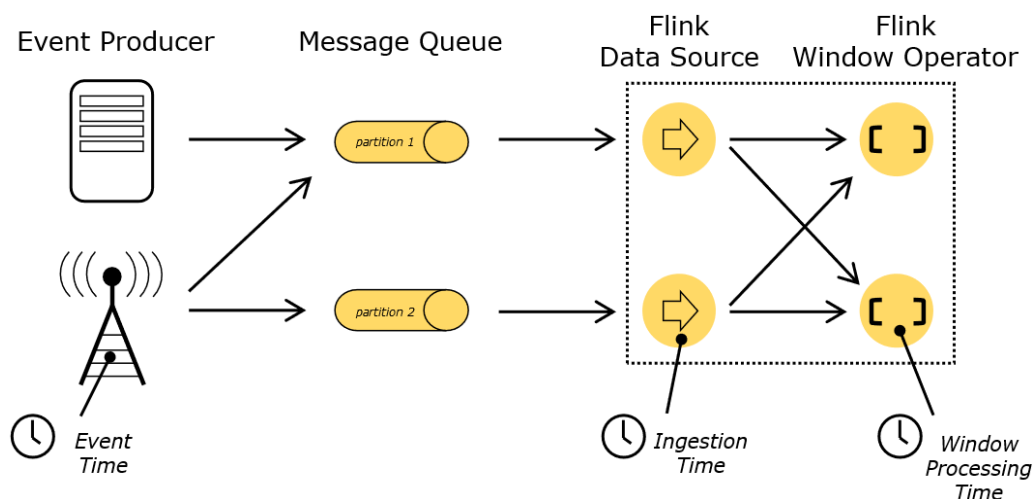 Event Producer
Message Queue
Flink
Data Source
Flink
Window Operator
partition 1
partition 2
Event
Time
Ingestion
Time
Window
Processing
Time